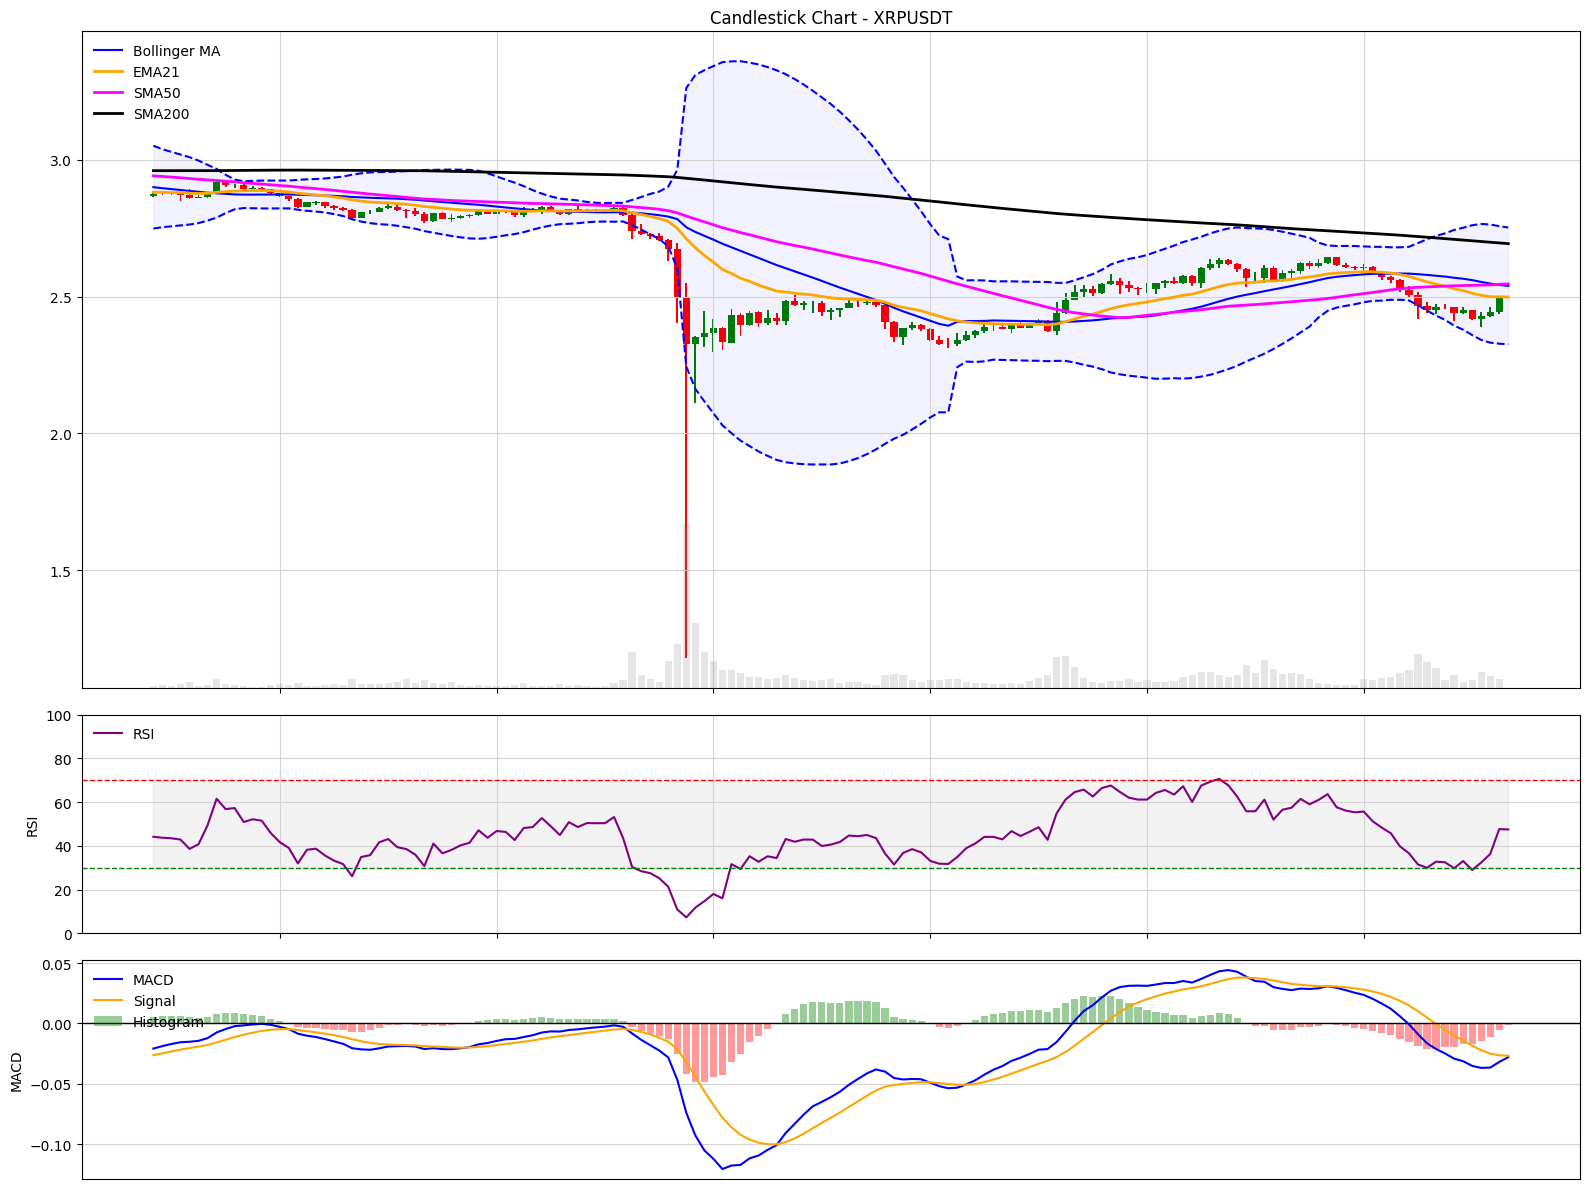 Candlestick Chart - XRPUSDT
Bollinger MA
EMA21
SMA50
SMA200
3.0
2.5
2.0
1.5
100
RSI
80
60
RSI
40
20
0
0.05
MACD
Signal
0.00
Histogram
MACD
−0.05
−0.10